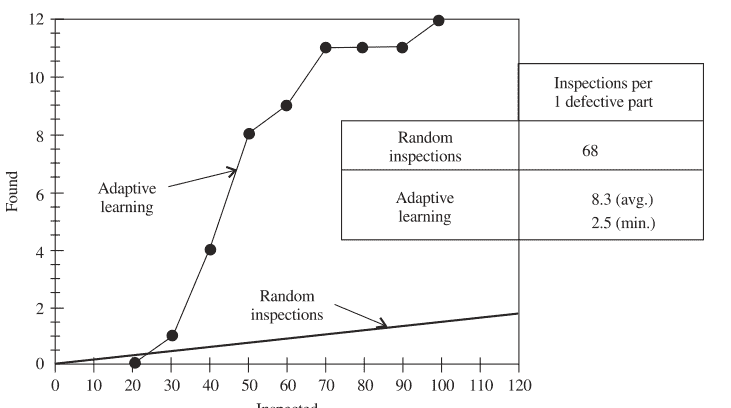 12
10
8
6
4
2
0
Found
0 10 20 30 40 50 60 70 80 90 100 110 120
Inspected
Adaptive
learning
Random
inspections
Inspections per
1 defective part
Random
inspections
68
Adaptive
learning
8.3 (avg.)
2.5 (min.)